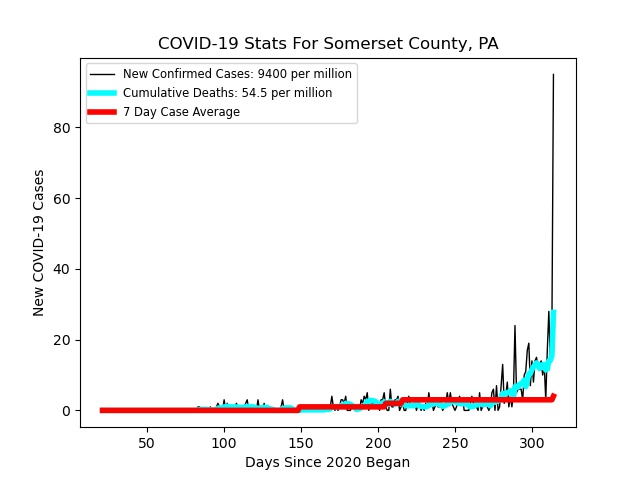 COVID-19 Stats For Somerset County, PA
New Confirmed Cases: 9400 per million
Cumulative Deaths: 54.5 per million
7 Day Case Average
New COVID-19 Cases
80
60
40
20
0
50 100 150 200 250 300
Days Since 2020 Began